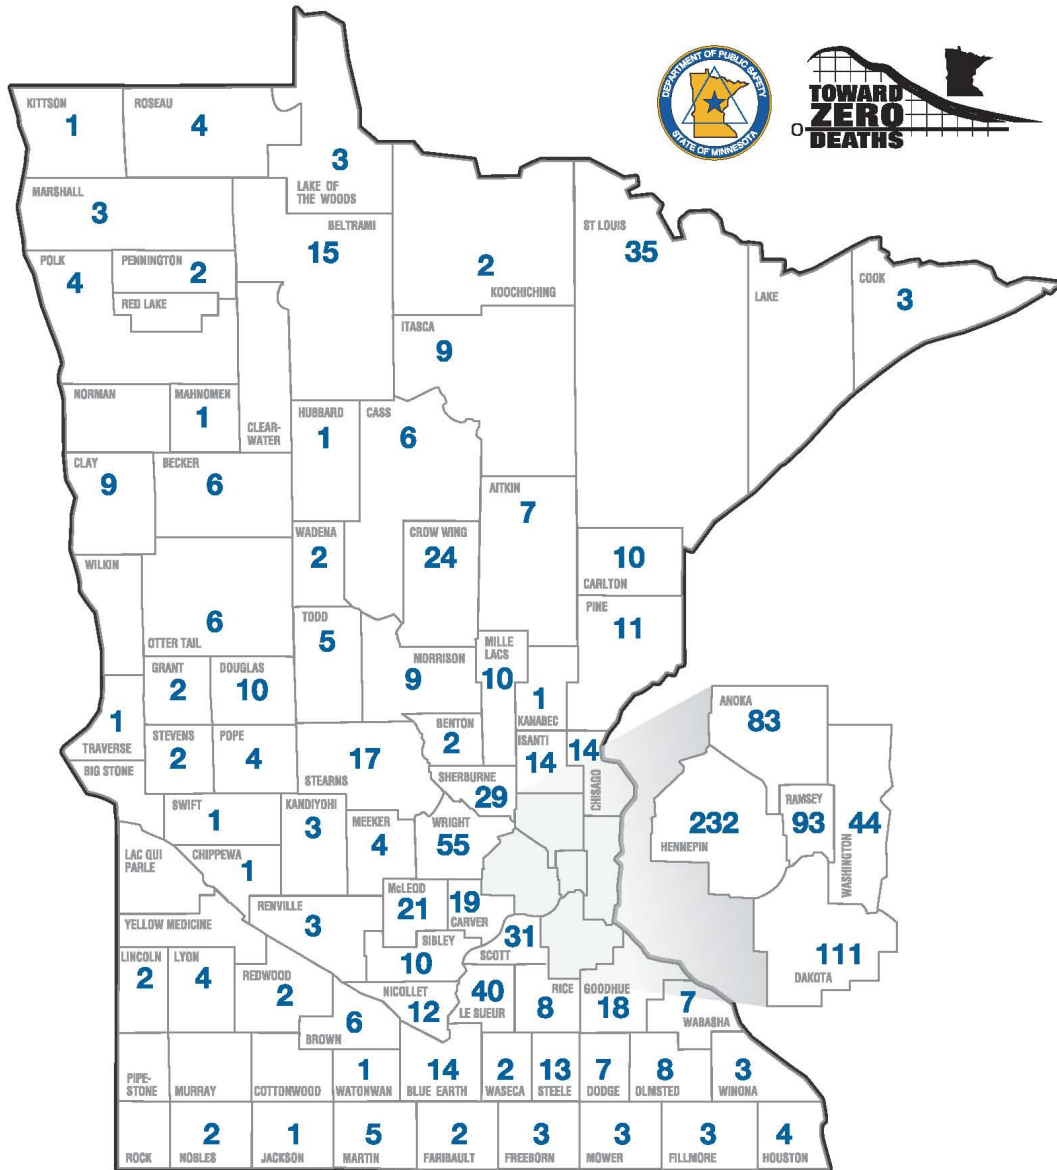 DEPARTMENT OF PUBLIC SAFETY
STATE OF MINNESOTA
TOWARD
ZERO
DEATHS
0
KITTSON
1
ROSEAU
4
3
LAKE OF
THE WOODS
MARSHALL
3
BELTRAMI
15
ST LOUIS
35
POLK
4
PENNINGTON
2
RED LAKE
2
KOOCHICHING
LAKE
COOK
3
ITASCA
9
NORMAN
MAHNOMEN
1
CLEAR-
WATER
HUBBARD
1
CASS
6
CLAY
9
BECKER
6
AITKIN
7
WADENA
2
CROW WING
24
10
CARLTON
WILKIN
6
OTTER TAIL
TODD
5
PINE
11
MORRISON
9
MILLE
LACS
10
1
KANABEC
GRANT
2
DOUGLAS
10
1
TRAVERSE
STEVENS
2
POPE
4
17
STEARNS
BENTON
2
ISANTI
14
14
CHISAGO
BIG STONE
SHERBURNE
29
SWIFT
1
KANDIYOHI
3
MEEKER
4
WRIGHT
55
ANOKA
83
232
HENNEPIN
RAMSEY
93
44
WASHINGTON
111
DAKOTA
LAC QUI
PARLE
CHIPPEWA
1
McLEOD
21
19
CARVER
RENVILLE
3
YELLOW MEDICINE
SIBLEY
10
31
SCOTT
LINCOLN
2
LYON
4
REDWOOD
2
NICOLLET
12
40
LE SUEUR
RICE
8
GOODHUE
18
7
WABASHA
6
BROWN
PIPE-
STONE
MURRAY
COTTONWOOD
1
WATONWAN
14
BLUE EARTH
2
WASECA
13
STEELE
7
DODGE
8
OLMSTED
3
WINONA
ROCK
2
NOBLES
1
JACKSON
5
MARTIN
2
FARIBAULT
3
FREEBORN
3
MOWER
3
FILLMORE
4
HOUSTON